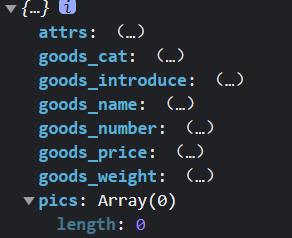 {…} i
attrs: (…)
goods_cat: (…)
goods_introduce: (…)
goods_name: (…)
goods_number: (…)
goods_price: (…)
goods_weight: (…)
pics: Array(0)
length: 0